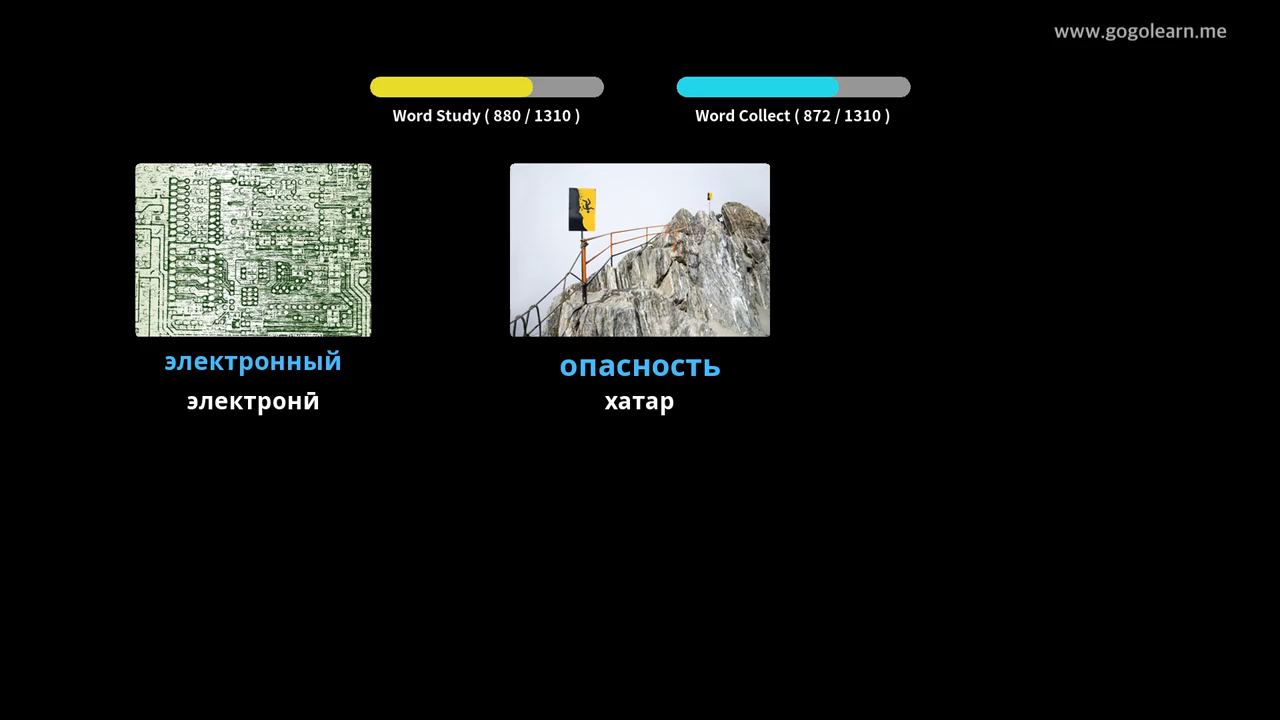 www.gogolearn.me
Word Study ( 880 / 1310 )
Word Collect ( 872 / 1310 )
электронный
электронӣ
опасность
хатар